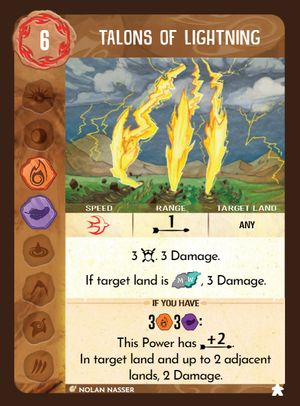 6 TALONS OF LIGHTNING
SPEED RANGE TARGET LAND
1 ANY
3 . 3 Damage.
If target land is M W , 3 Damage.
IF YOU HAVE
3 3 :
This Power has +2.
In target land and up to 2 adjacent
lands, 2 Damage.
NOLAN NASSER